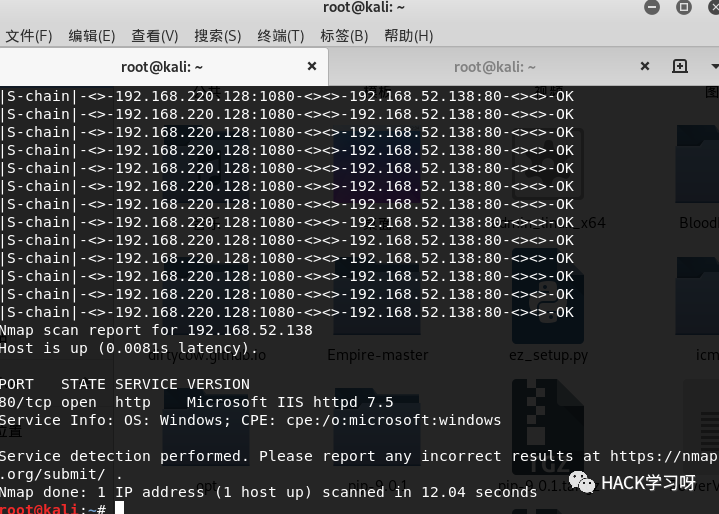 root@kali: ~
文件(F) 编辑(E) 查看(V) 搜索(S) 终端(T) 标签(B) 帮助(H)
root@kali: ~ × root@kali: ~ ×
|S-chain|-<>-192.168.220.128:1080-<><>-192.168.52.138:80-<><>-OK
|S-chain|-<>-192.168.220.128:1080-<><>-192.168.52.138:80-<><>-OK
|S-chain|-<>-192.168.220.128:1080-<><>-192.168.52.138:80-<><>-OK
|S-chain|-<>-192.168.220.128:1080-<><>-192.168.52.138:80-<><>-OK
|S-chain|-<>-192.168.220.128:1080-<><>-192.168.52.138:80-<><>-OK
|S-chain|-<>-192.168.220.128:1080-<><>-192.168.52.138:80-<><>-OK
|S-chain|-<>-192.168.220.128:1080-<><>-192.168.52.138:80-<><>-OK
|S-chain|-<>-192.168.220.128:1080-<><>-192.168.52.138:80-<><>-OK
|S-chain|-<>-192.168.220.128:1080-<><>-192.168.52.138:80-<><>-OK
|S-chain|-<>-192.168.220.128:1080-<><>-192.168.52.138:80-<><>-OK
|S-chain|-<>-192.168.220.128:1080-<><>-192.168.52.138:80-<><>-OK
|S-chain|-<>-192.168.220.128:1080-<><>-192.168.52.138:80-<><>-OK
|S-chain|-<>-192.168.220.128:1080-<><>-192.168.52.138:80-<><>-OK
Nmap scan report for 192.168.52.138
Host is up (0.0081s latency).
dirtycow.github.io Empire-master ez_setup.py icm
PORT STATE SERVICE VERSION
80/tcp open http Microsoft IIS httpd 7.5
Service Info: OS: Windows; CPE: cpe:/o:microsoft:windows
Service detection performed. Please report any incorrect results at https://nmap
.org/submit/ .
Nmap done: 1 IP address (1 host up) scanned in 12.04 seconds
root@kali:~#
HACK学习呀